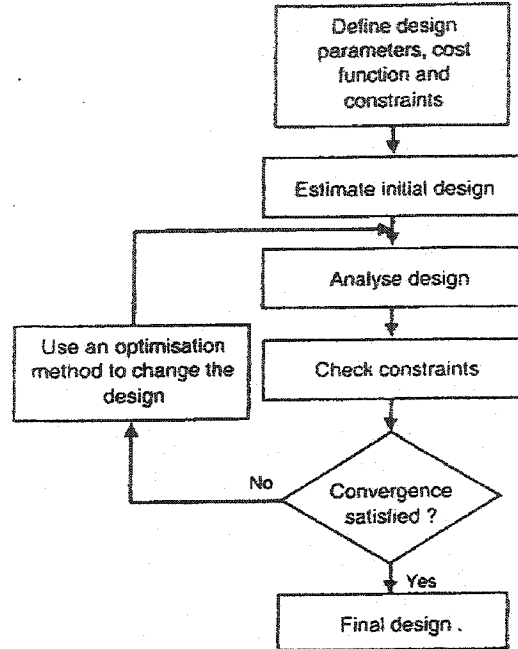 Define design
parameters, cost
function and
constraints
Estimate initial design
Analyse design
Use an optimisation
method to change the
design
Check constraints
No
Convergence
satisfied ?
Yes
Final design .